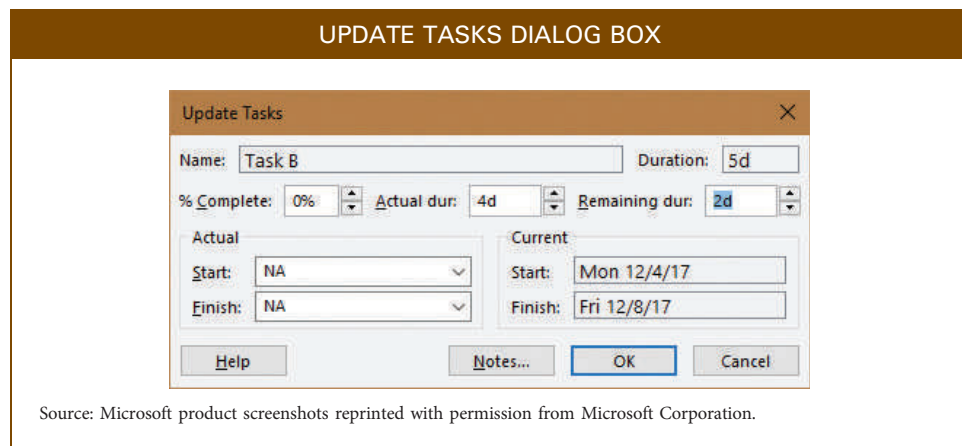 UPDATE TASKS DIALOG BOX
Update Tasks
Name: Task B Duration: 5d
% Complete: 0% Actual dur: 4d Remaining dur: 2d
Actual Current
Start: NA Start: Mon 12/4/17
Finish: NA Finish: Fri 12/8/17
Help Notes... OK Cancel
Source: Microsoft product screenshots reprinted with permission from Microsoft Corporation.